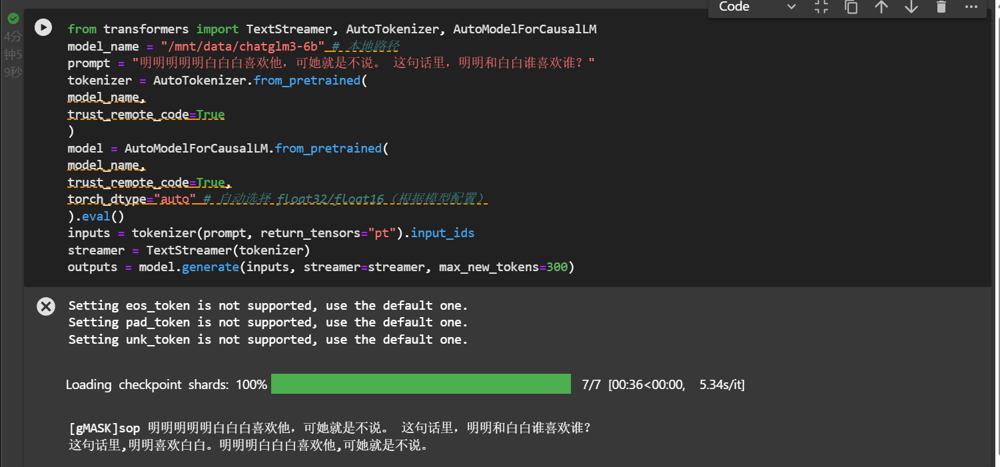 Code
4分
钟5
9秒
from transformers import TextStreamer, AutoTokenizer, AutoModelForCausalLM
model_name = "/mnt/data/chatglm3-6b" # 本地路径
prompt = "明明明明明白白白喜欢他，可她就是不说。 这句话里，明明和白白谁喜欢谁？"
tokenizer = AutoTokenizer.from_pretrained(
model_name,
trust_remote_code=True
)
model = AutoModelForCausalLM.from_pretrained(
model_name,
trust_remote_code=True,
torch_dtype="auto" # 自动选择 float32/float16（根据模型配置）
).eval()
inputs = tokenizer(prompt, return_tensors="pt").input_ids
streamer = TextStreamer(tokenizer)
outputs = model.generate(inputs, streamer=streamer, max_new_tokens=300)
Setting eos_token is not supported, use the default one.
Setting pad_token is not supported, use the default one.
Setting unk_token is not supported, use the default one.
Loading checkpoint shards: 100% 7/7 [00:36<00:00, 5.34s/it]
[gMASK]sop 明明明明明白白白喜欢他，可她就是不说。 这句话里，明明和白白谁喜欢谁？
这句话里,明明喜欢白白。明明明白白白喜欢他,可她就是不说。